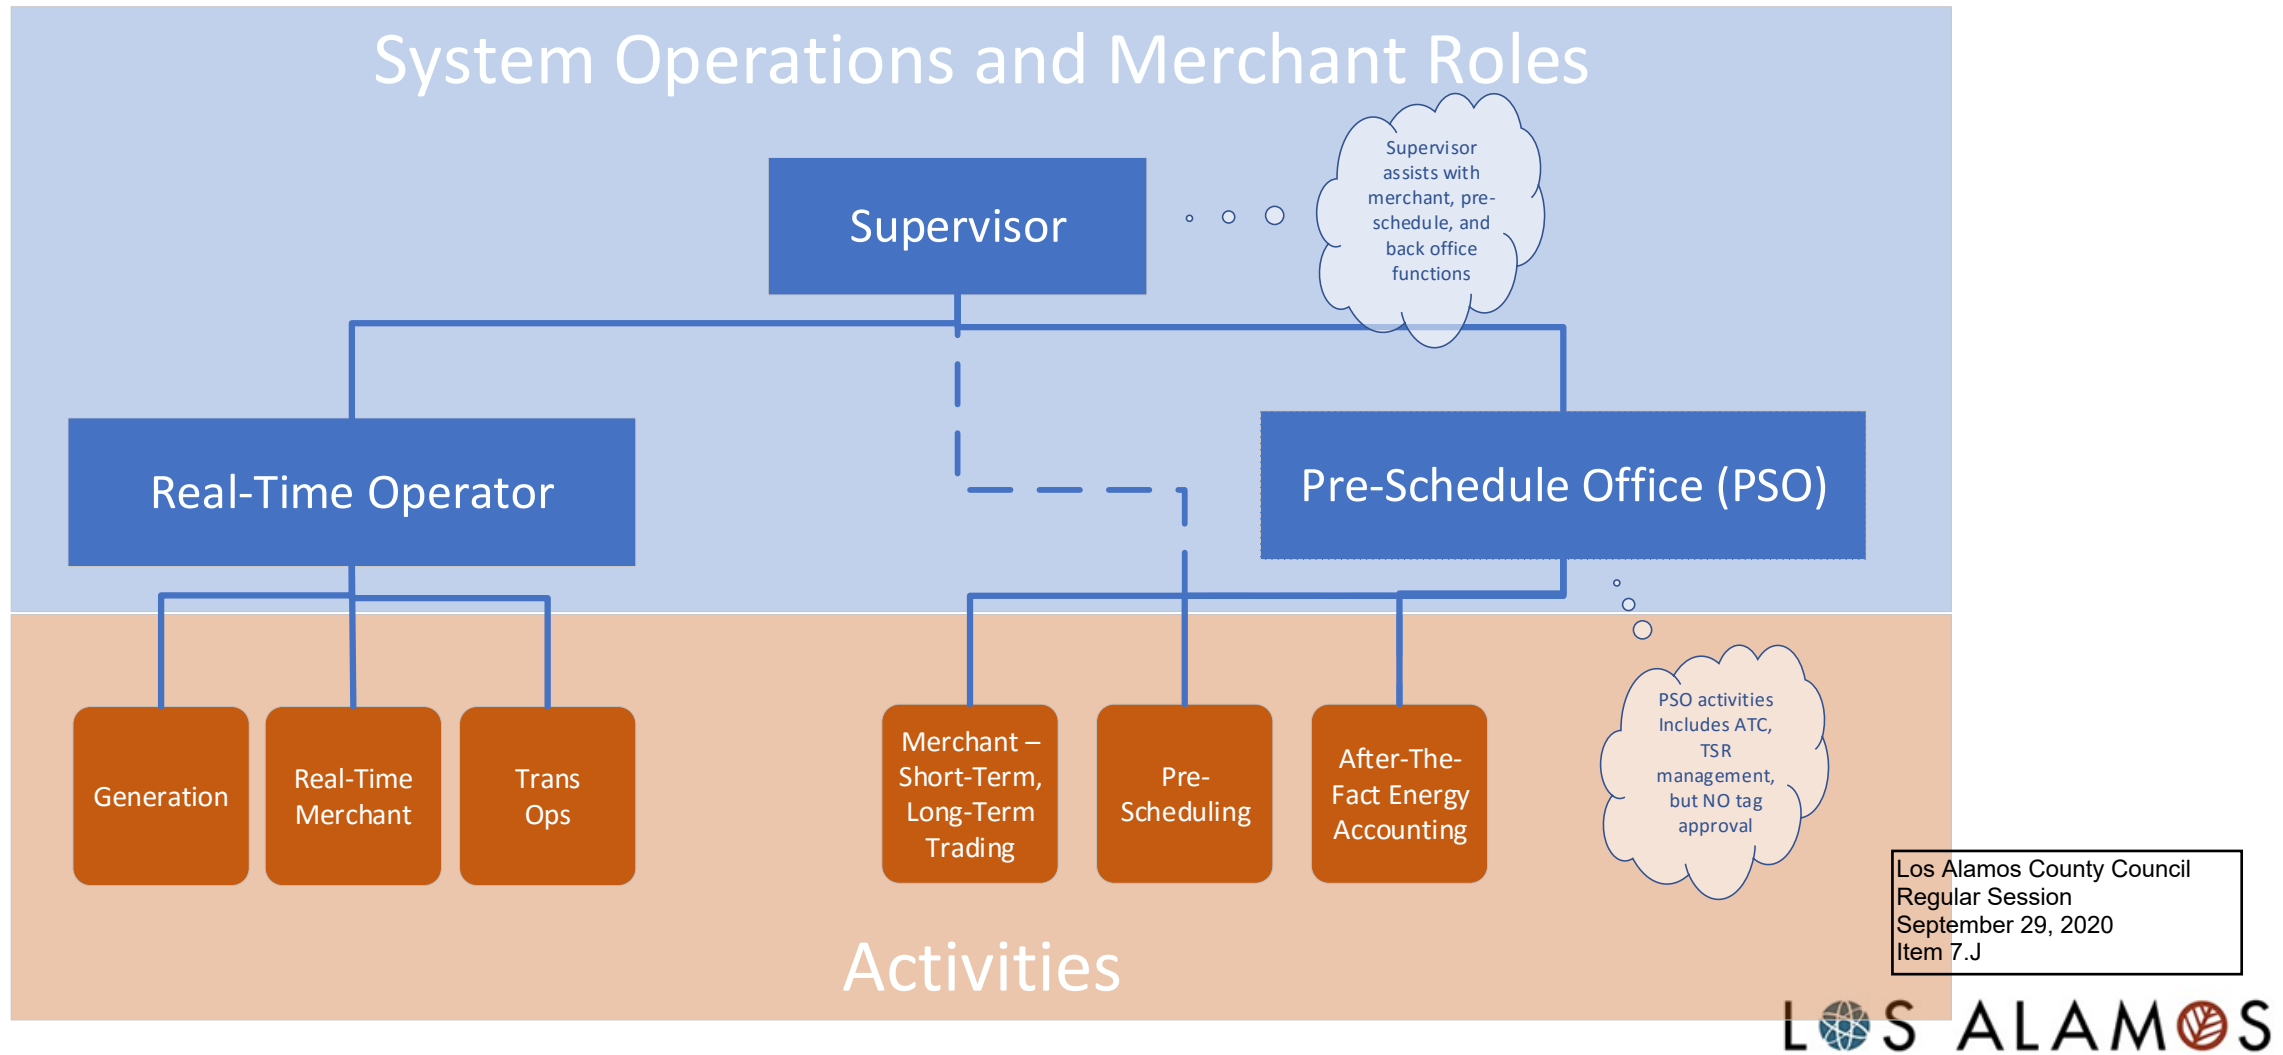 System Operations and Merchant Roles
Supervisor
Supervisor
assists with
merchant, pre-
schedule, and
back office
functions
Real-Time Operator
Pre-Schedule Office (PSO)
Generation
Real-Time
Merchant
Trans
Ops
Merchant –
Short-Term,
Long-Term
Trading
Pre-
Scheduling
After-The-
Fact Energy
Accounting
PSO activities
Includes ATC,
TSR
management,
but NO tag
approval
Activities
Los Alamos County Council
Regular Session
September 29, 2020
Item 7.J
LOS ALAMOS